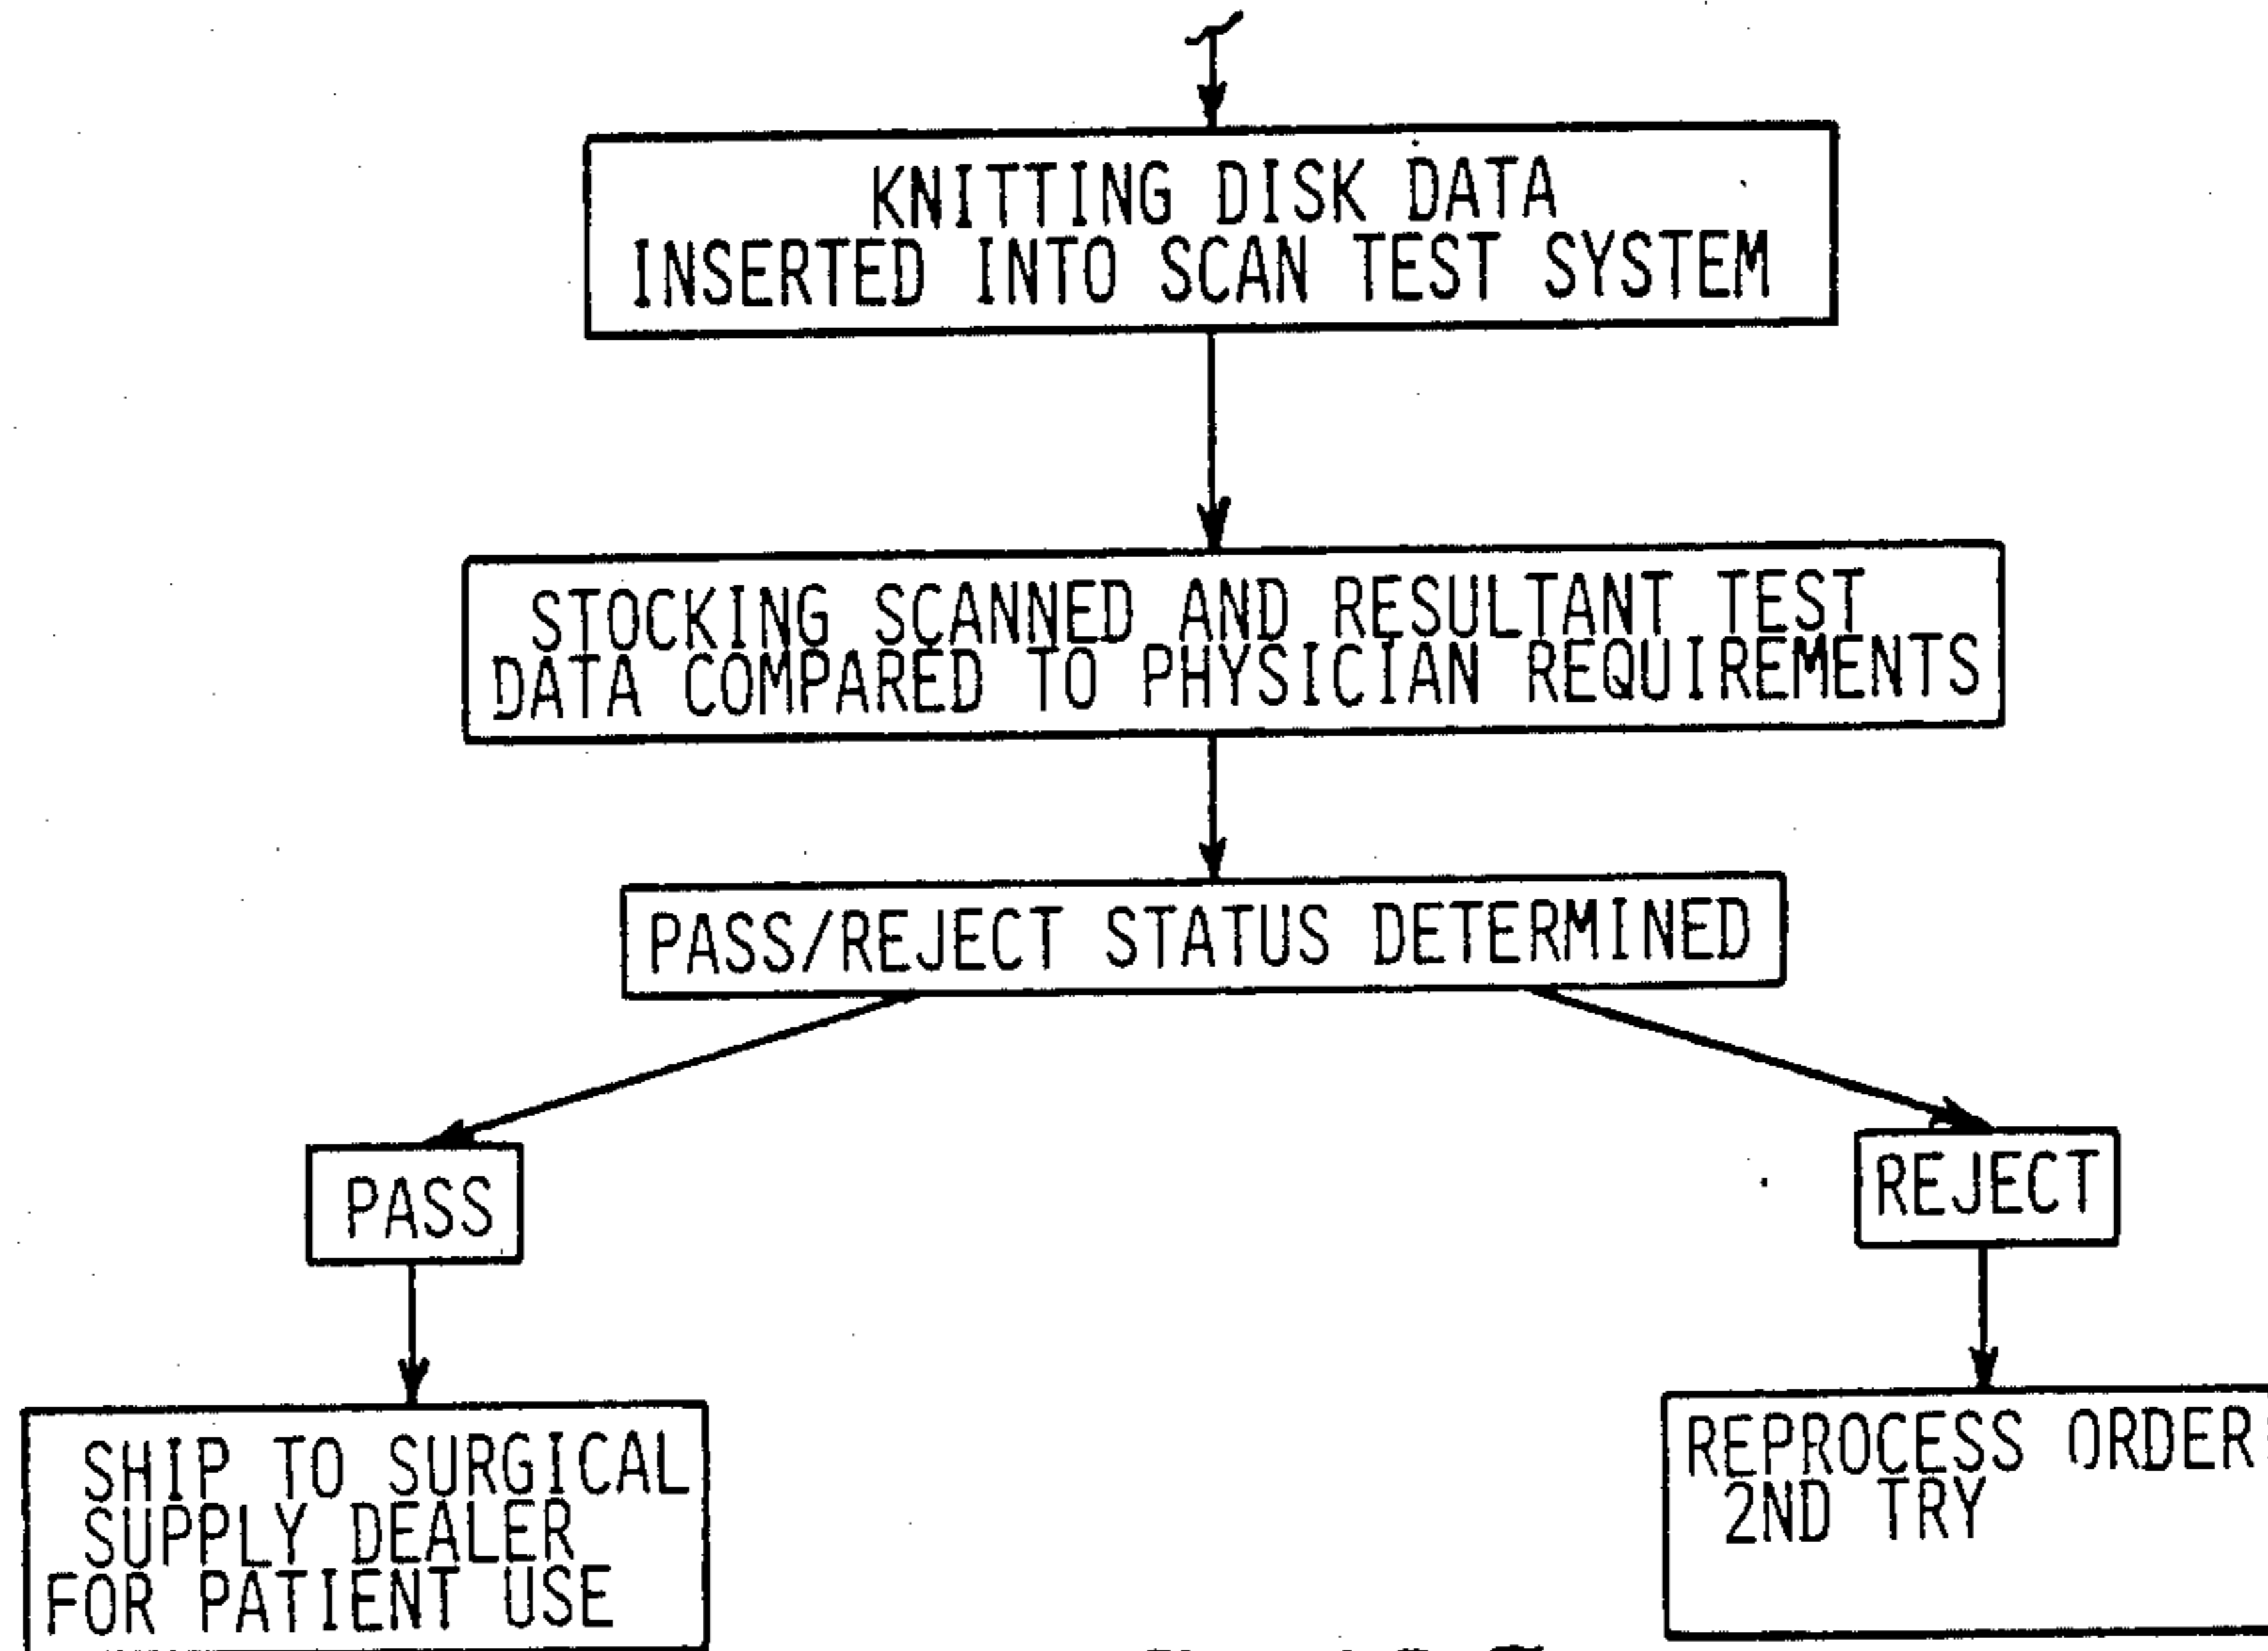 KNITTING DISK DATA
INSERTED INTO SCAN TEST SYSTEM
STOCKING SCANNED AND RESULTANT TEST
DATA COMPARED TO PHYSICIAN REQUIREMENTS
PASS/REJECT STATUS DETERMINED
PASS
REJECT
SHIP TO SURGICAL
SUPPLY DEALER
FOR PATIENT USE
REPROCESS ORDER
2ND TRY